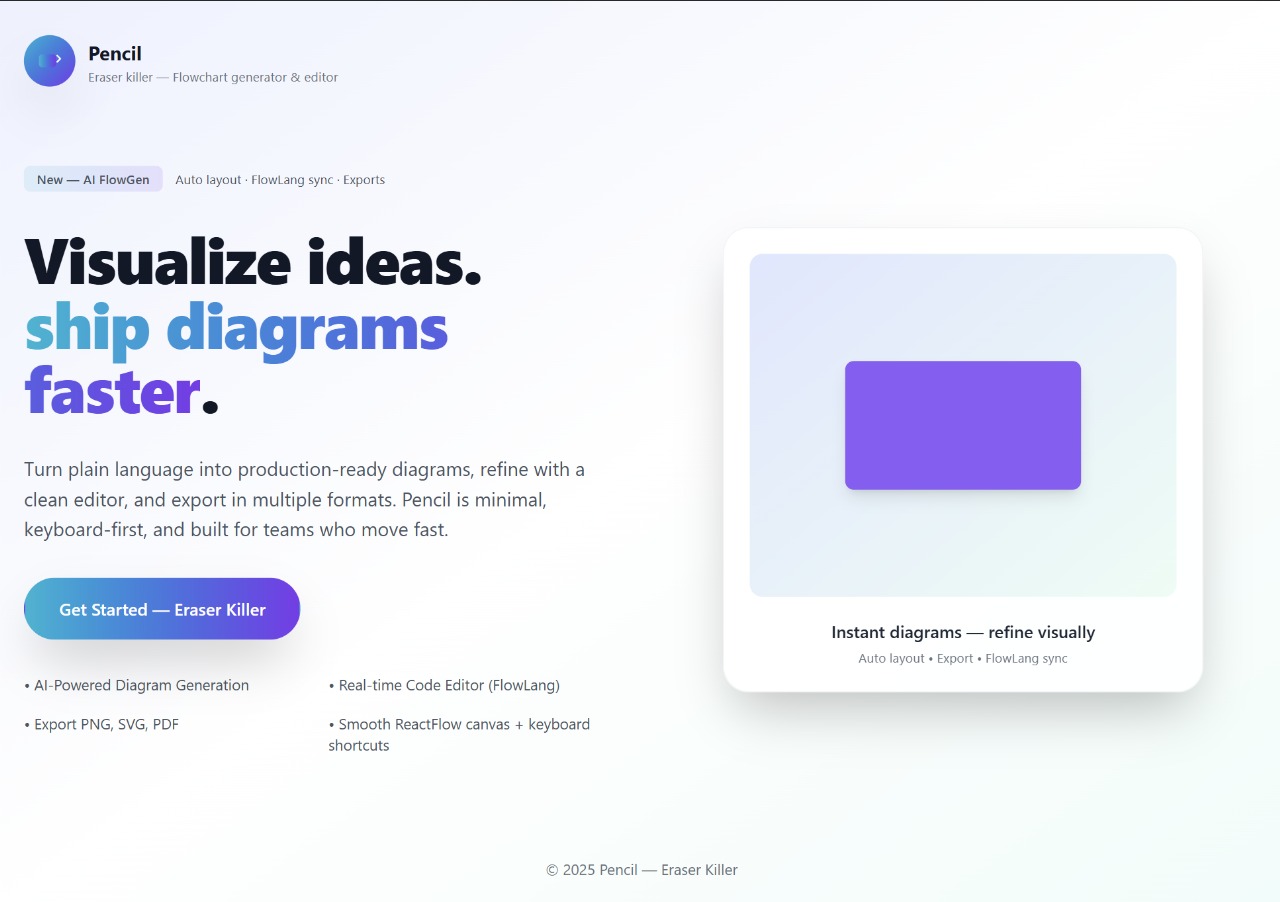 Pencil
Eraser killer — Flowchart generator & editor
New — AI FlowGen
Auto layout · FlowLang sync · Exports
Visualize ideas.
ship diagrams
faster.
Turn plain language into production-ready diagrams, refine with a
clean editor, and export in multiple formats. Pencil is minimal,
keyboard-first, and built for teams who move fast.
Get Started — Eraser Killer
• AI-Powered Diagram Generation
• Real-time Code Editor (FlowLang)
• Export PNG, SVG, PDF
• Smooth ReactFlow canvas + keyboard
shortcuts
Instant diagrams — refine visually
Auto layout • Export • FlowLang sync
© 2025 Pencil — Eraser Killer